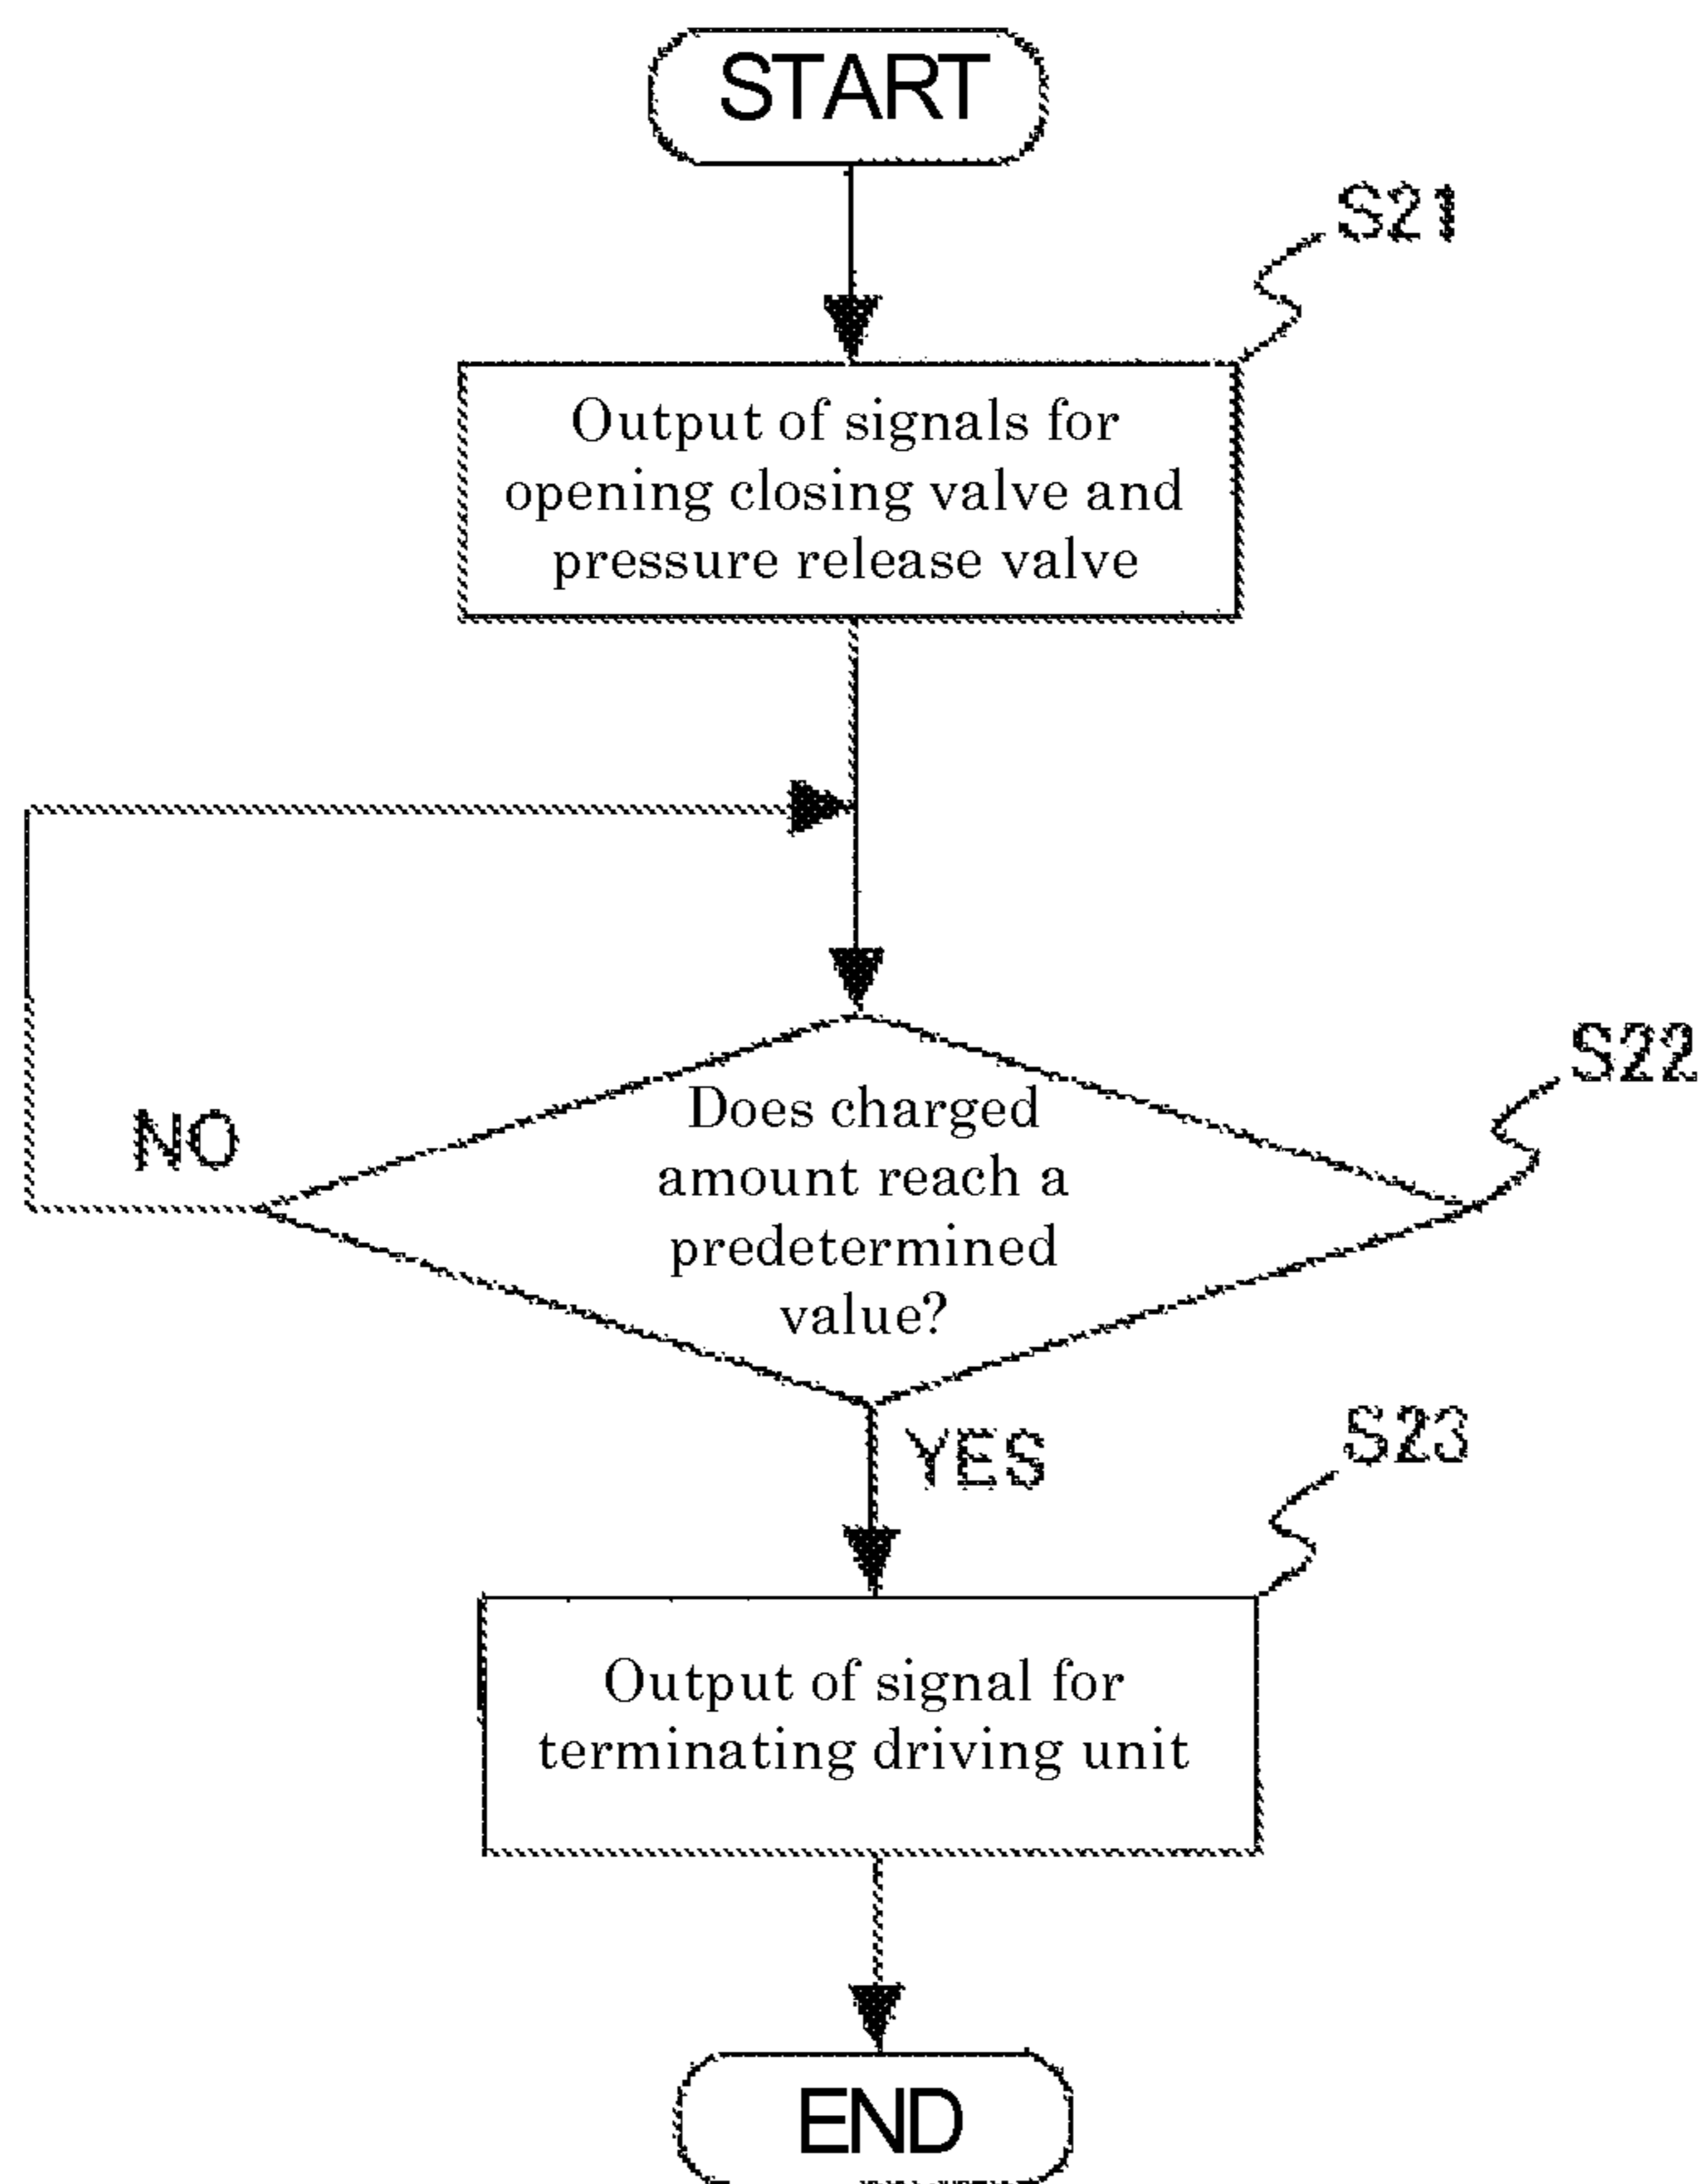 START
S21
Output of signals for
opening closing valve and
pressure release valve
S22
NO
Does charged
amount reach a
predetermined
value?
YES
S23
Output of signal for
terminating driving unit
END